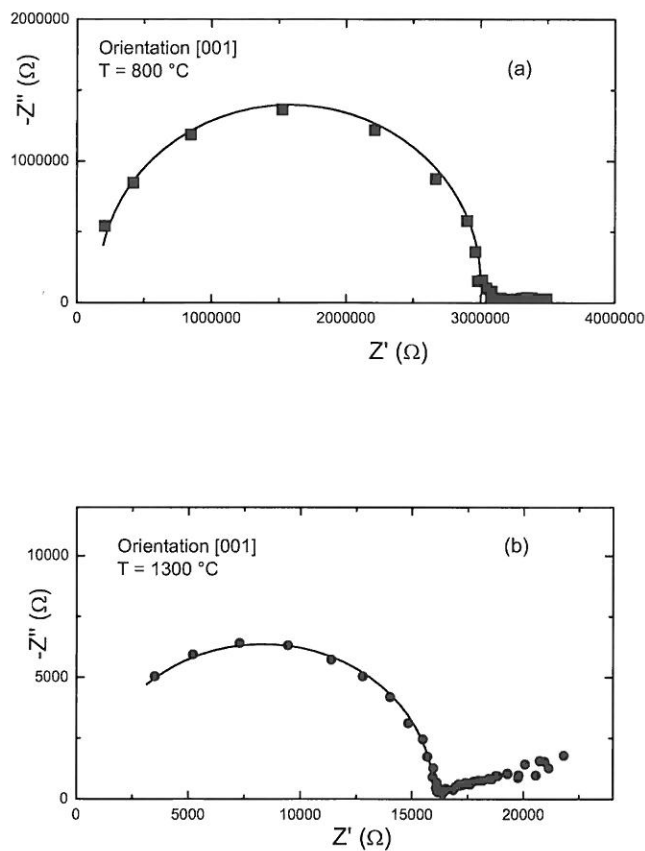 2000000
Orientation [001]
T = 800 °C
(a)
-Z'' (Ω)
1000000
0
0 1000000 2000000 3000000 4000000
Z' (Ω)
10000
Orientation [001]
T = 1300 °C
(b)
-Z'' (Ω)
5000
0
0 5000 10000 15000 20000
Z' (Ω)